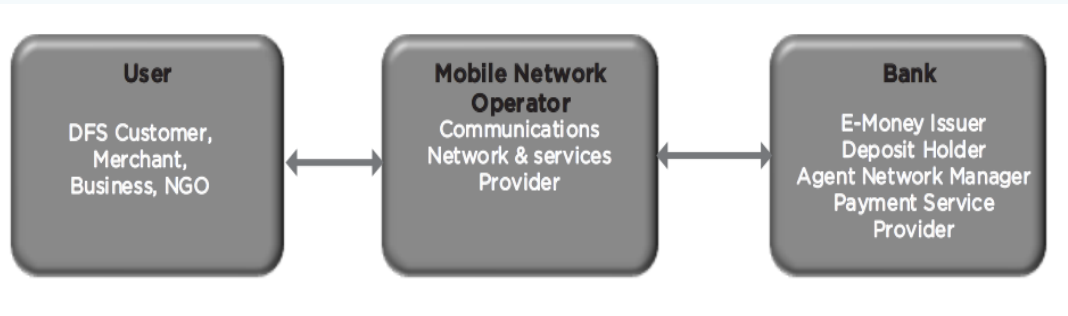 User
DFS Customer,
Merchant,
Business, NGO
Mobile Network
Operator
Communications
Network & services
Provider
Bank
E-Money Issuer
Deposit Holder
Agent Network Manager
Payment Service
Provider